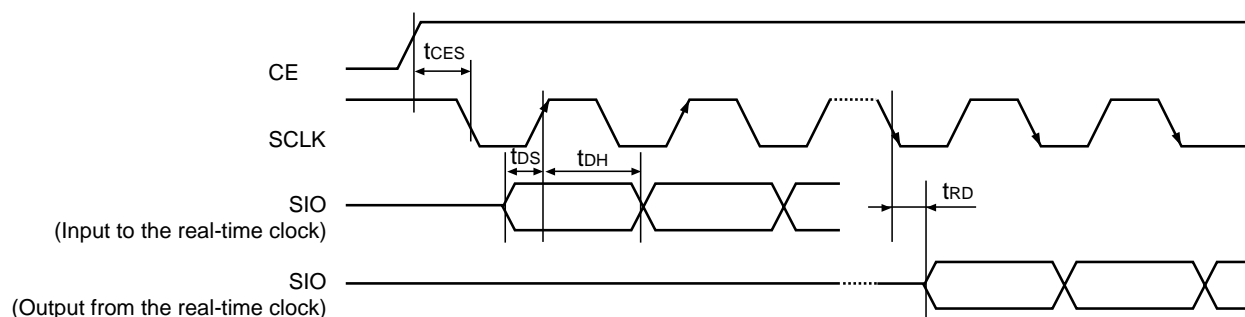 CE
tCES
SCLK
tDS
tDH
SIO
(Input to the real-time clock)
tRD
SIO
(Output from the real-time clock)